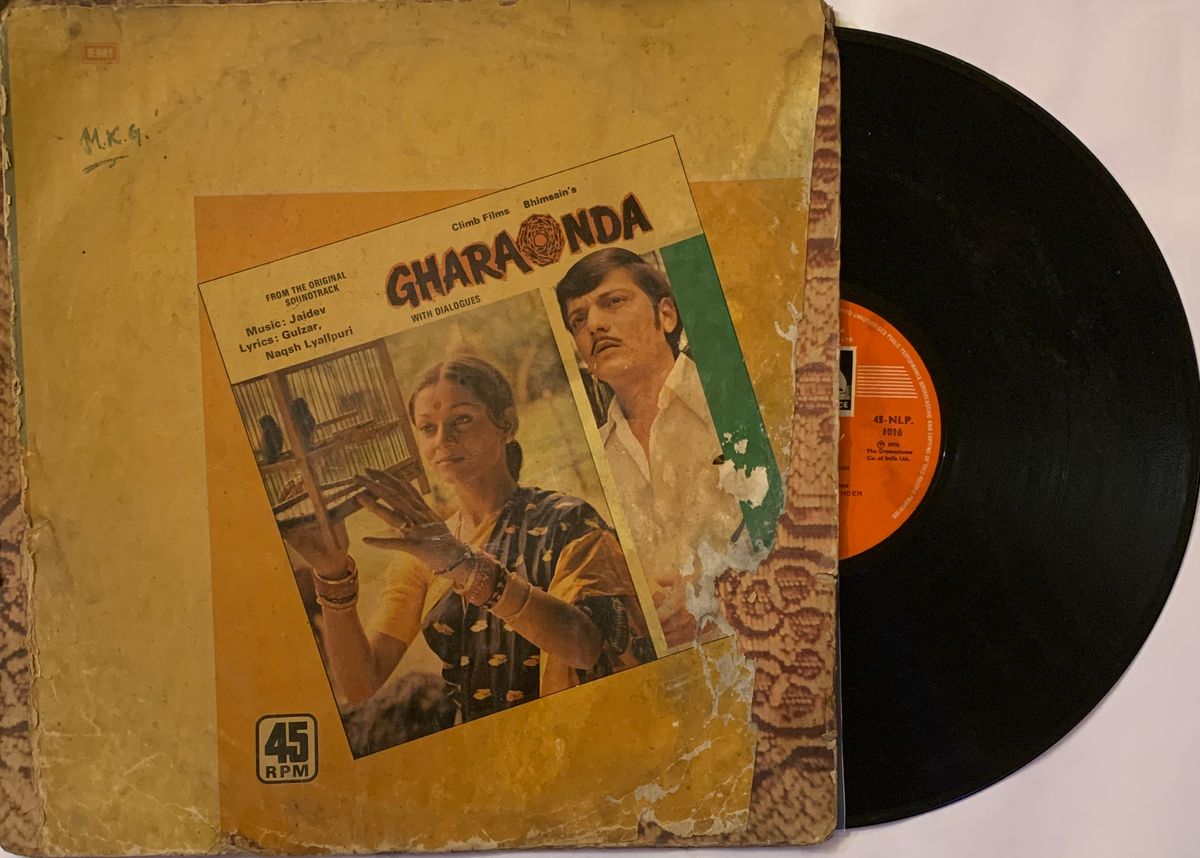 EMI
M.K.G.
Climb Films Bhimsain's
GHARAONDA
FROM THE ORIGINAL
SOUNDTRACK
WITH DIALOGUES
Music: Jaidev
Lyrics: Gulzar,
Naqsh Lyallpuri
45
RPM
LTD
45-NLP.
1016
The Gramophone
Co. of India Ltd.